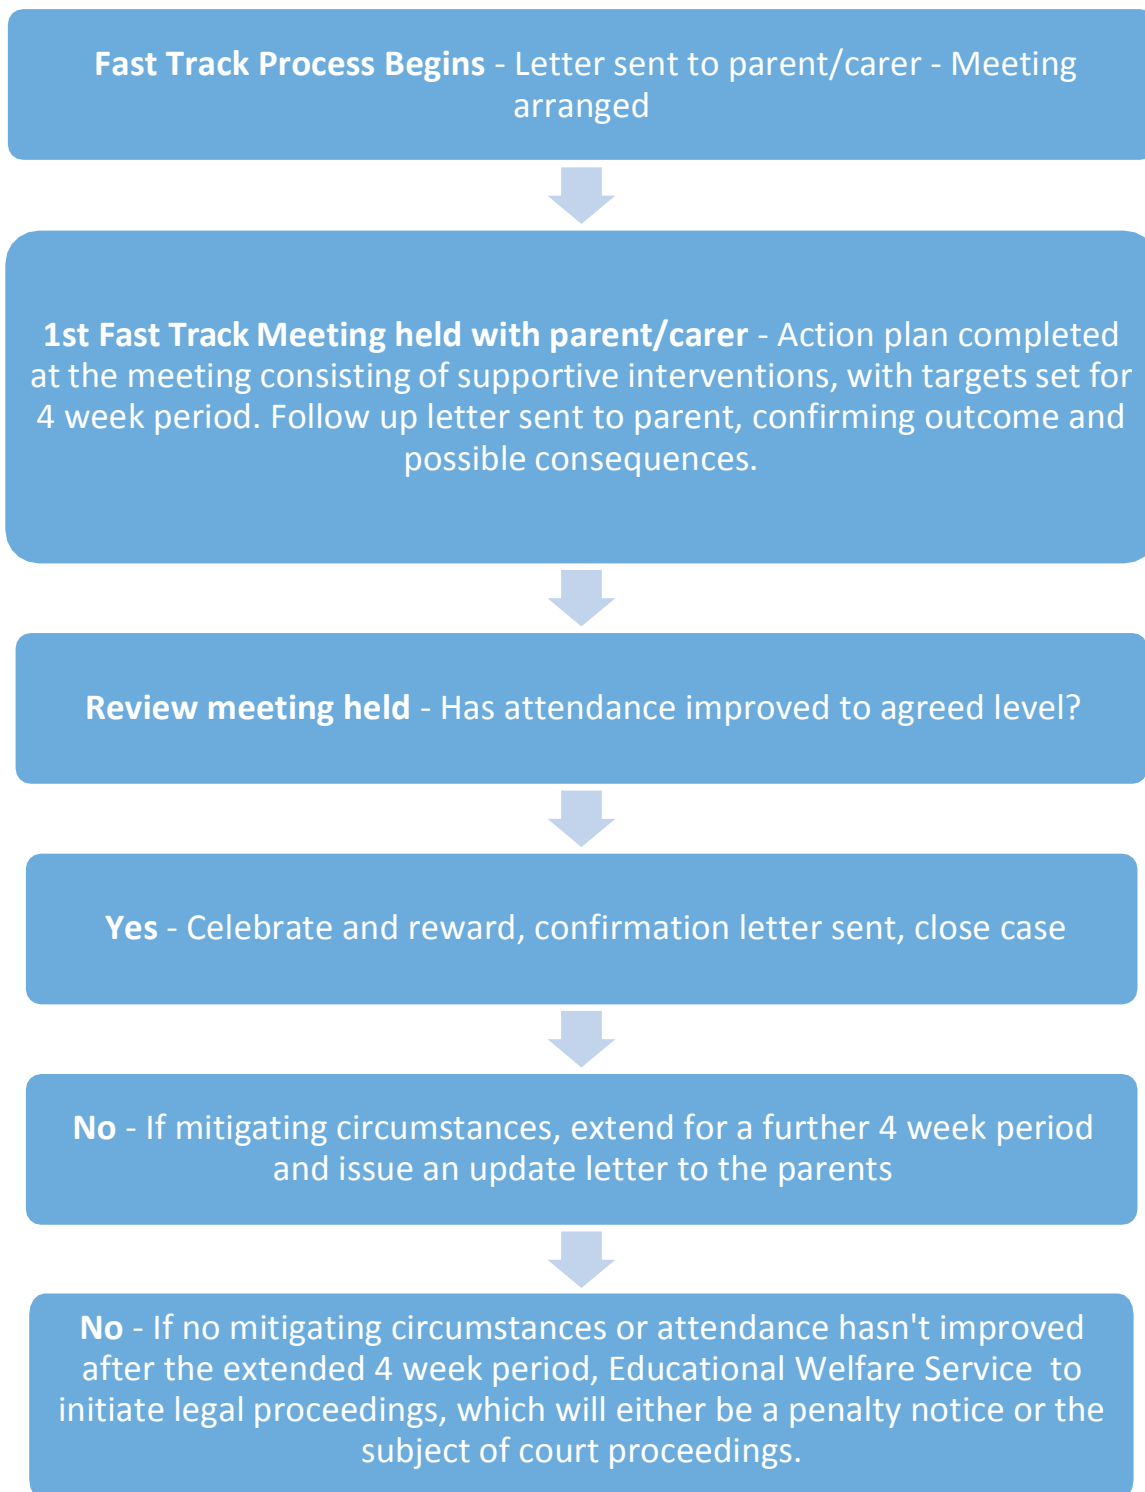 Fast Track Process Begins - Letter sent to parent/carer - Meeting
arranged
1st Fast Track Meeting held with parent/carer - Action plan completed
at the meeting consisting of supportive interventions, with targets set for
4 week period. Follow up letter sent to parent, confirming outcome and
possible consequences.
Review meeting held - Has attendance improved to agreed level?
Yes - Celebrate and reward, confirmation letter sent, close case
No - If mitigating circumstances, extend for a further 4 week period
and issue an update letter to the parents
No - If no mitigating circumstances or attendance hasn't improved
after the extended 4 week period, Educational Welfare Service  to
initiate legal proceedings, which will either be a penalty notice or the
subject of court proceedings.